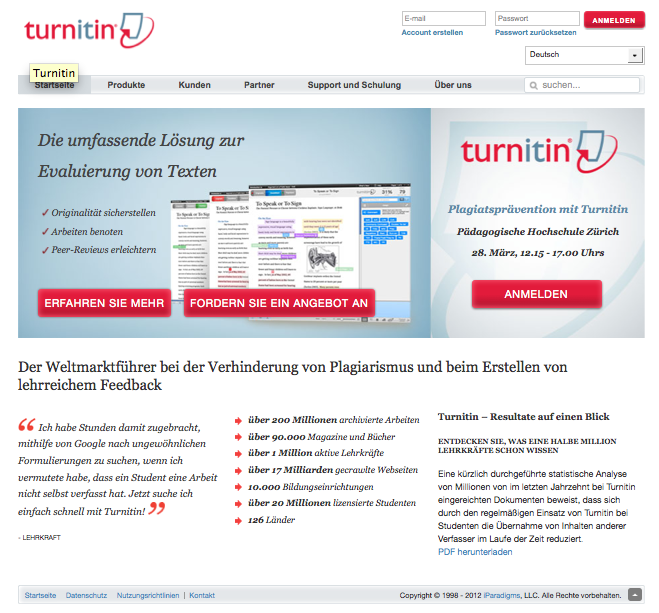 turnitin
E-mail
Passwort
ANMELDEN
Account erstellen
Passwort zurücksetzen
Deutsch
Turnitin
Startseite
Produkte
Kunden
Partner
Support und Schulung
Über uns
suchen...
Die umfassende Lösung zur
Evaluierung von Texten
✓ Originalität sicherstellen
✓ Arbeiten benoten
✓ Peer-Reviews erleichtern
To Speak or To Sign
To Speak or To Sign
turnitin
31%
ERFAHREN SIE MEHR
FORDERN SIE EIN ANGEBOT AN
turnitin
Plagiatsprävention mit Turnitin
Pädagogische Hochschule Zürich
28. März, 12.15 - 17.00 Uhrs
ANMELDEN
Der Weltmarktführer bei der Verhinderung von Plagiarismus und beim Erstellen von
lehrreichem Feedback
“ Ich habe Stunden damit zugebracht,
mithilfe von Google nach ungewöhnlichen
Formulierungen zu suchen, wenn ich
vermutete habe, dass ein Student eine Arbeit
nicht selbst verfasst hat. Jetzt suche ich
einfach schnell mit Turnitin! ”
- LEHRKRAFT
über 200 Millionen archivierte Arbeiten
über 90.000 Magazine und Bücher
über 1 Million aktive Lehrkräfte
über 17 Milliarden gecrawlte Webseiten
10.000 Bildungseinrichtungen
über 20 Millionen lizensierte Studenten
126 Länder
Turnitin – Resultate auf einen Blick
ENTDECKEN SIE, WAS EINE HALBE MILLION
LEHRKRÄFTE SCHON WISSEN
Eine kürzlich durchgeführte statistische Analyse
von Millionen von im letzten Jahrzehnt bei Turnitin
eingereichten Dokumenten beweist, dass sich
durch den regelmäßigen Einsatz von Turnitin bei
Studenten die Übernahme von Inhalten anderer
Verfasser im Laufe der Zeit reduziert.
PDF herunterladen
Startseite Datenschutz Nutzungsrichtlinien | Kontakt
Copyright © 1998 - 2012 iParadigms, LLC. Alle Rechte vorbehalten.